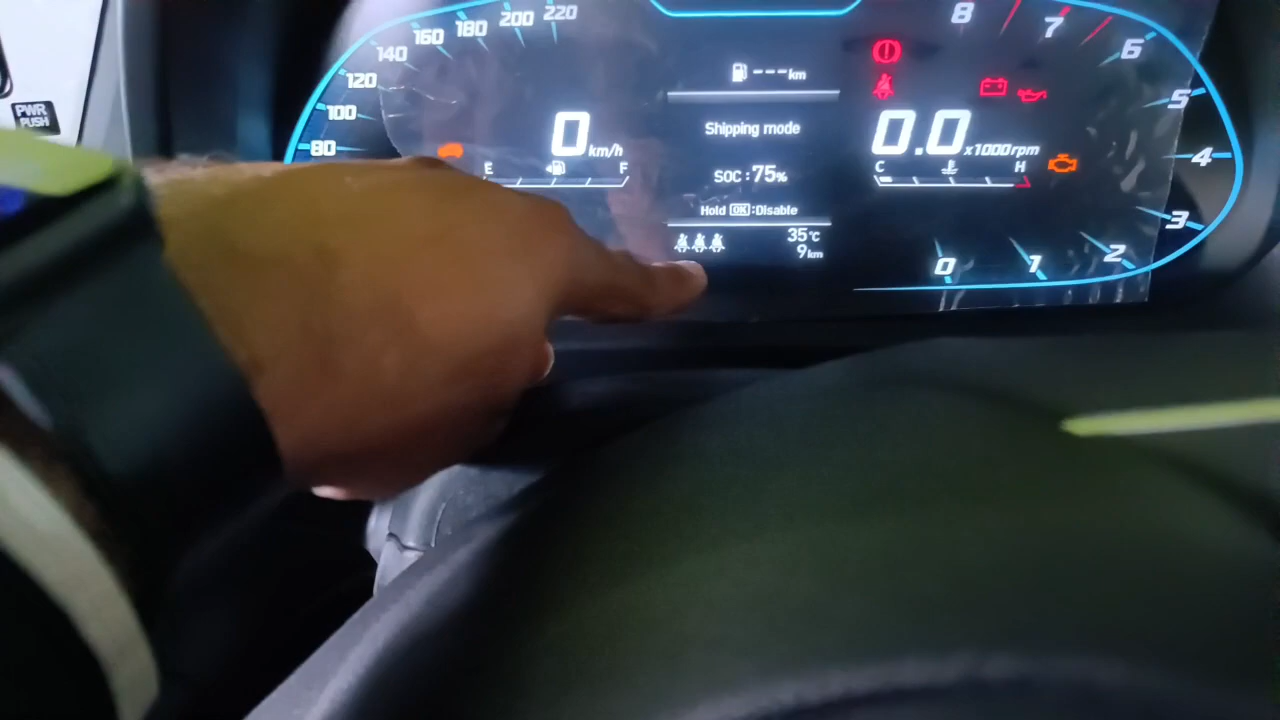 220
200
180
160
140
120
100
80
PWR
PUSH
0 km/h
E F
--- km
Shipping mode
SOC : 75%
Hold OK :Disable
35℃
9km
8
7
6
5
4
3
2
1
0
0.0 x1000rpm
C H